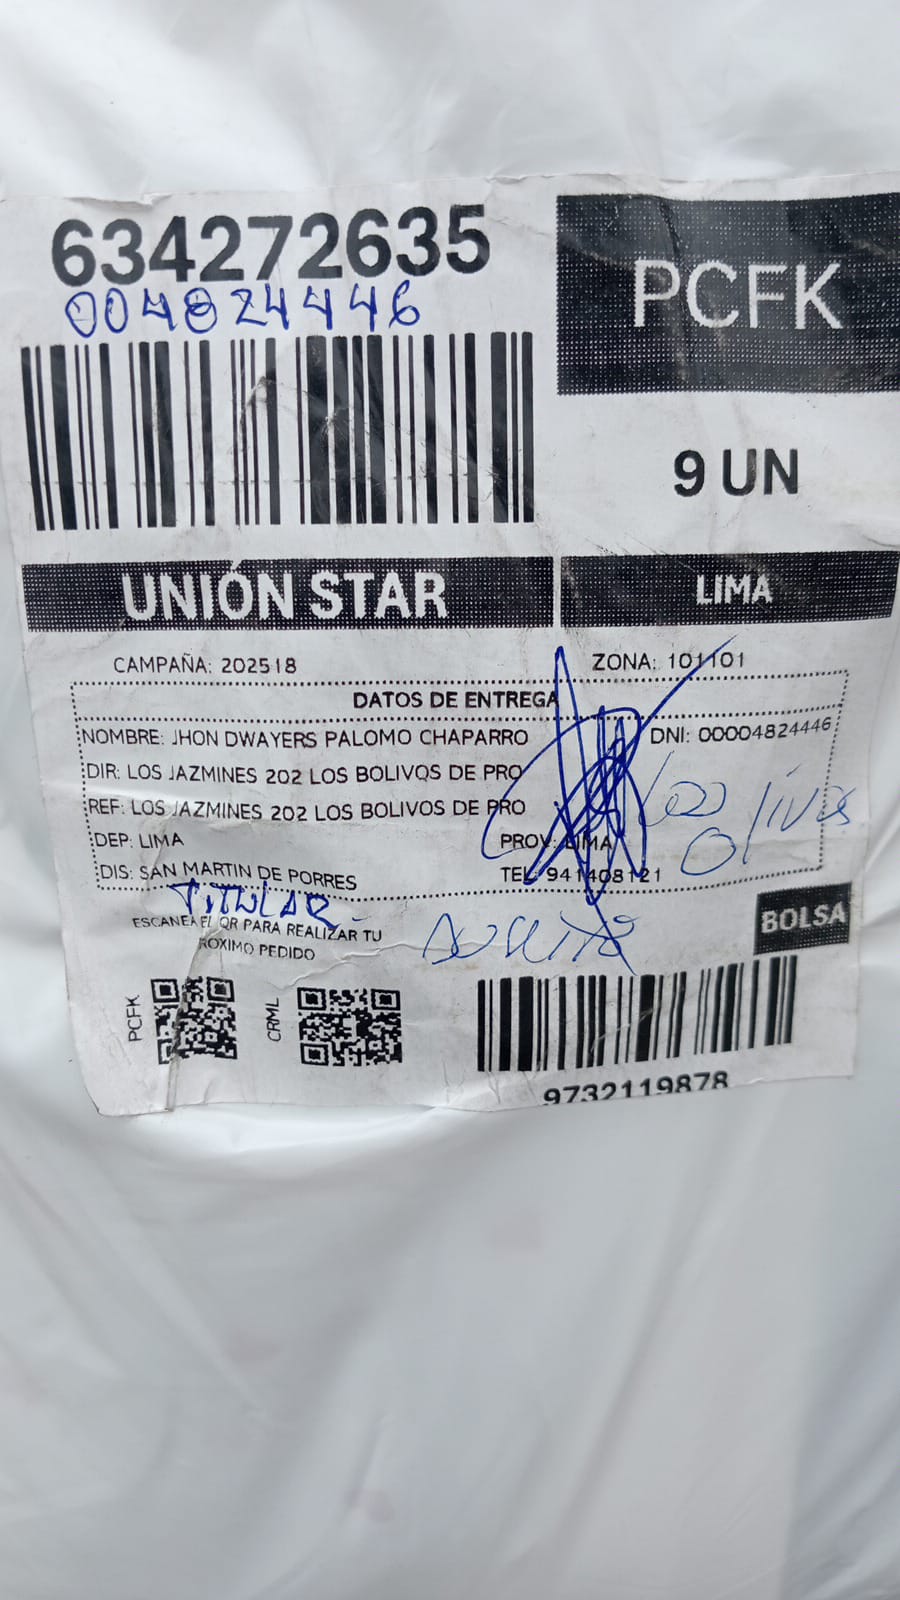 634272635
PCFK
004824446
9 UN
UNIÓN STAR
LIMA
CAMPAÑA: 202518
ZONA: 101101
DATOS DE ENTREGA
NOMBRE: JHON DWAYERS PALOMO CHAPARRO
DNI: 00004824446
DIR: LOS JAZMINES 202 LOS BOLIVOS DE PRO
REF: LOS JAZMINES 202 LOS BOLIVOS DE PRO
Olivos
DEP: LIMA
PROV: LIMA
DIS: SAN MARTIN DE PORRES
TEL: 941408121
TITULAR
ESCANEA EL QR PARA REALIZAR TU
ROXIMO PEDIDO
BOLSA
PCFK
CRML
9732119878